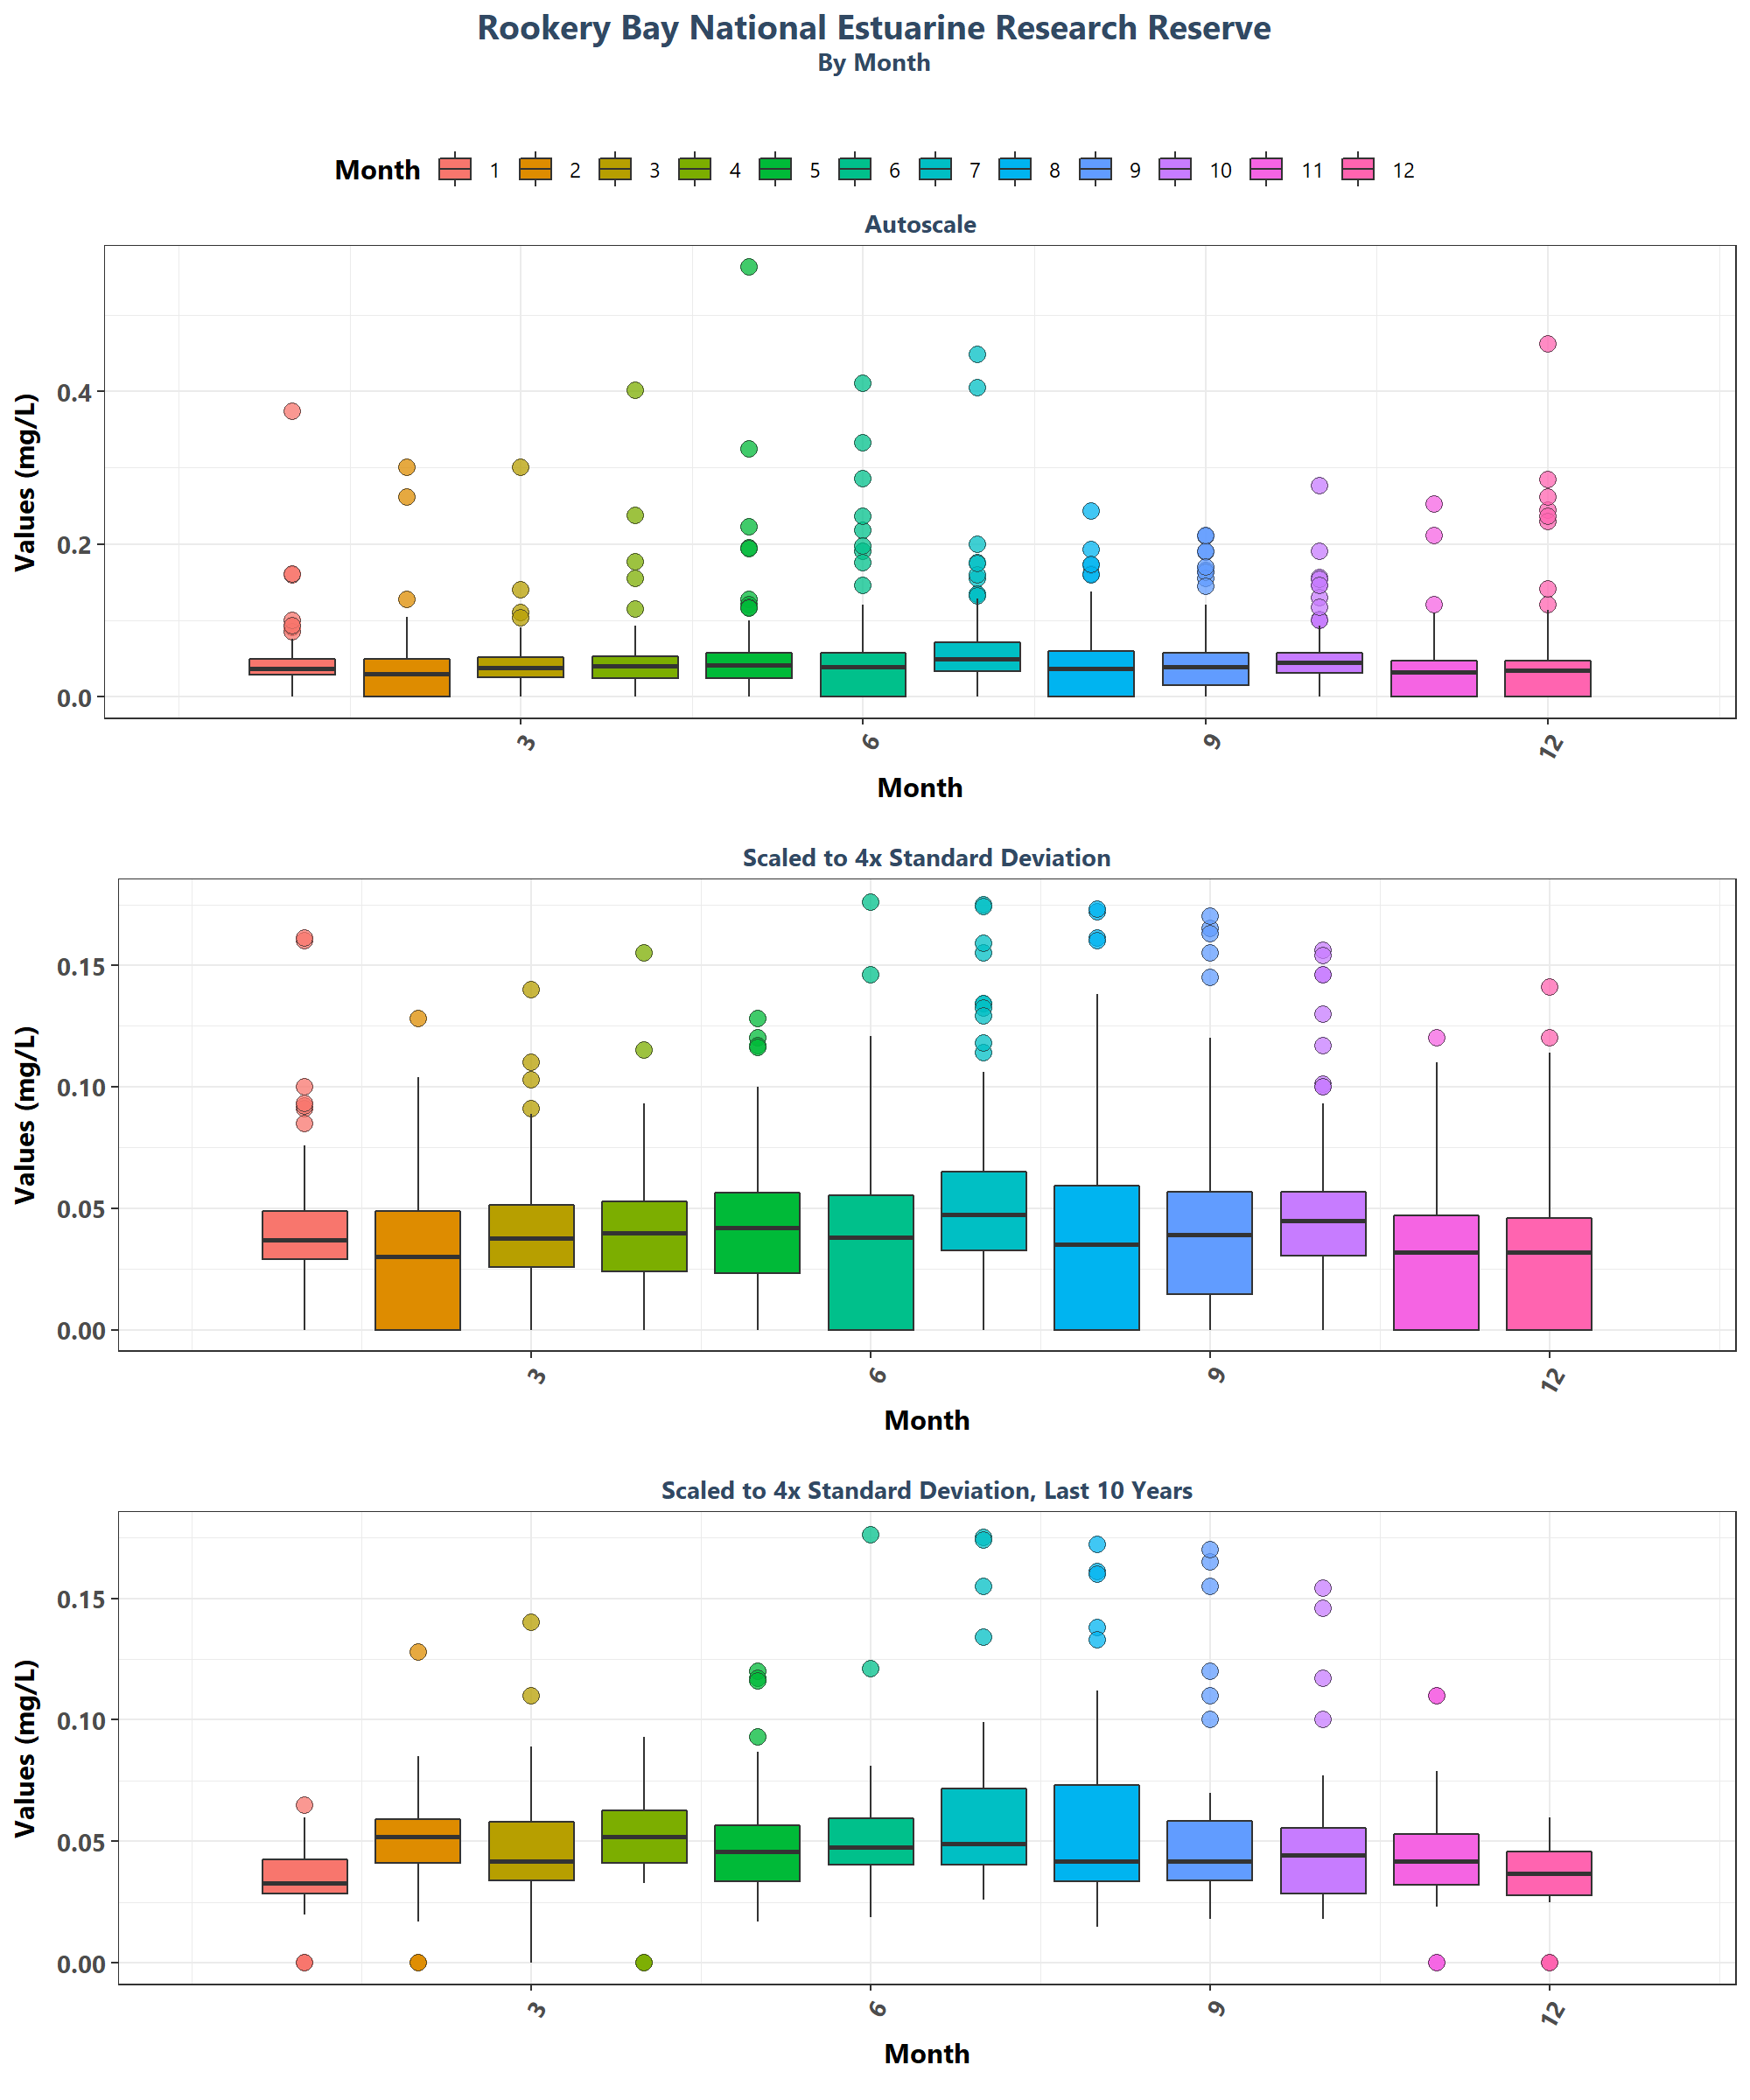 Rookery Bay National Estuarine Research Reserve
By Month
Month 1 2 3 4 5 6 7 8 9 10 11 12
Autoscale
Values (mg/L)
0.4
0.2
0.0
3 6 9 12
Month
Scaled to 4x Standard Deviation
Values (mg/L)
0.15
0.10
0.05
0.00
3 6 9 12
Month
Scaled to 4x Standard Deviation, Last 10 Years
Values (mg/L)
0.15
0.10
0.05
0.00
3 6 9 12
Month